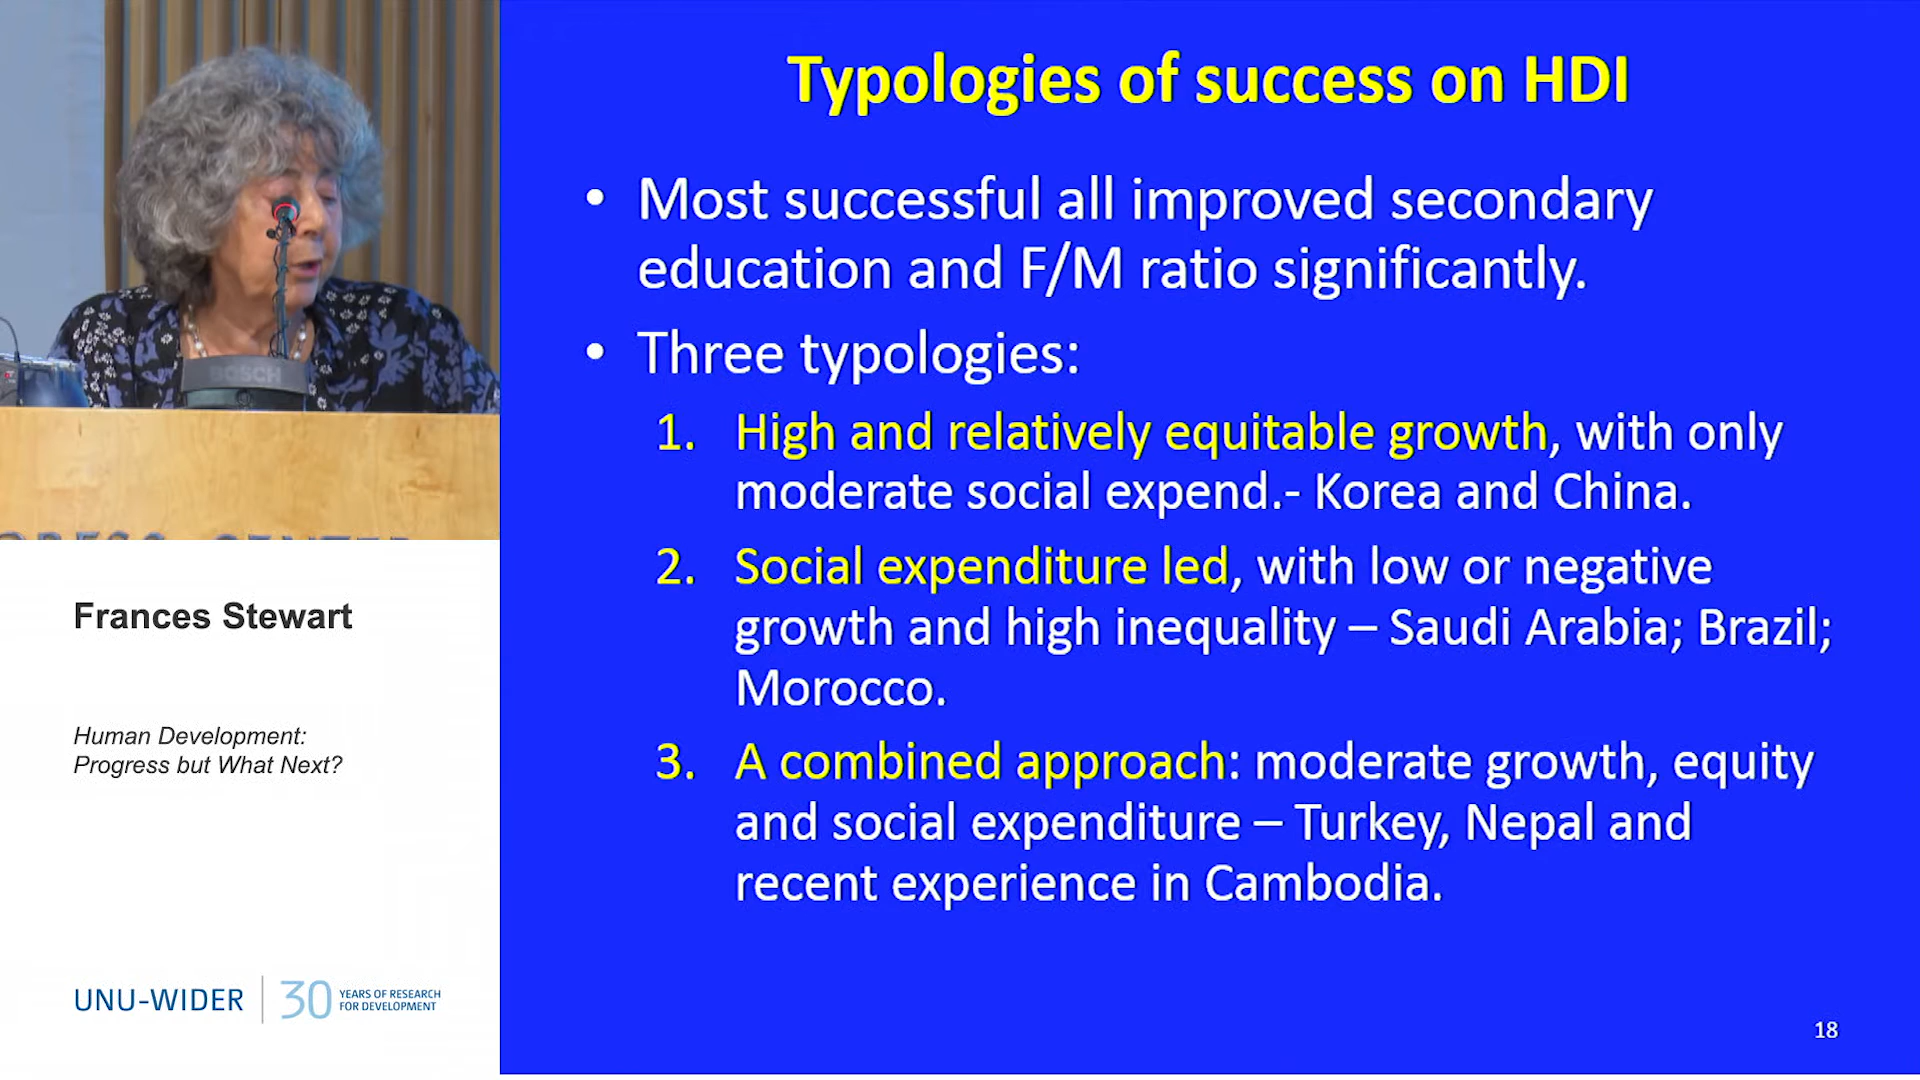 Typologies of success on HDI
• Most successful all improved secondary
education and F/M ratio significantly.
• Three typologies:
1. High and relatively equitable growth, with only
moderate social expend.- Korea and China.
2. Social expenditure led, with low or negative
growth and high inequality – Saudi Arabia; Brazil;
Morocco.
3. A combined approach: moderate growth, equity
and social expenditure – Turkey, Nepal and
recent experience in Cambodia.
18
BOSCH
Frances Stewart
Human Development:
Progress but What Next?
UNU-WIDER
30 YEARS OF RESEARCH
FOR DEVELOPMENT